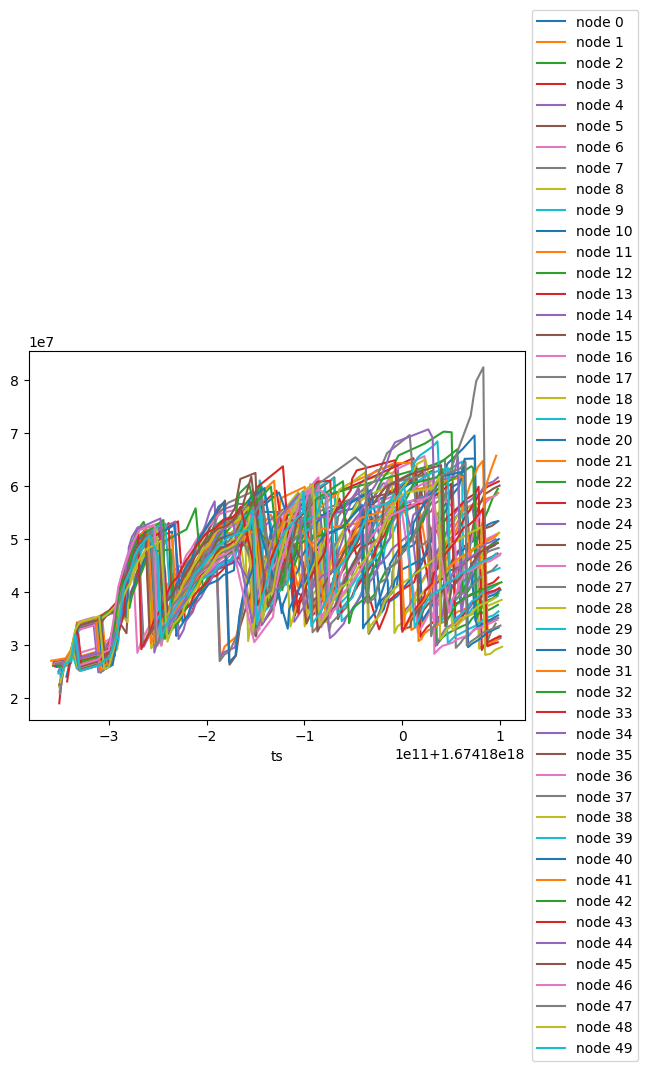 1e7
8
7
6
5
4
3
2
−3
−2
−1
0
1
1e11+1.67418e18
ts
node 0
node 1
node 2
node 3
node 4
node 5
node 6
node 7
node 8
node 9
node 10
node 11
node 12
node 13
node 14
node 15
node 16
node 17
node 18
node 19
node 20
node 21
node 22
node 23
node 24
node 25
node 26
node 27
node 28
node 29
node 30
node 31
node 32
node 33
node 34
node 35
node 36
node 37
node 38
node 39
node 40
node 41
node 42
node 43
node 44
node 45
node 46
node 47
node 48
node 49